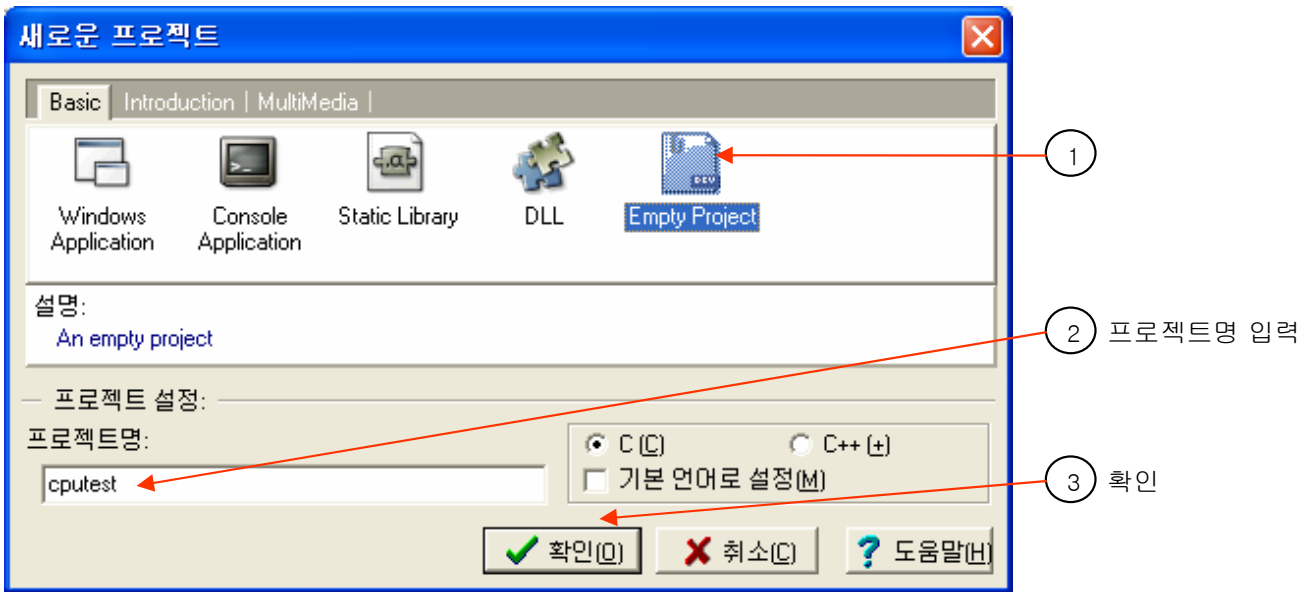 새로운 프로젝트
Basic Introduction | MultiMedia |
1
Windows Application
Console Application
Static Library
DLL
DEV
Empty Project
설명:
An empty project
2 프로젝트명 입력
프로젝트 설정:
프로젝트명:
C (C) C++ (+)
cputest
기본 언어로 설정(M)
3 확인
확인(O) 취소(C) 도움말(H)